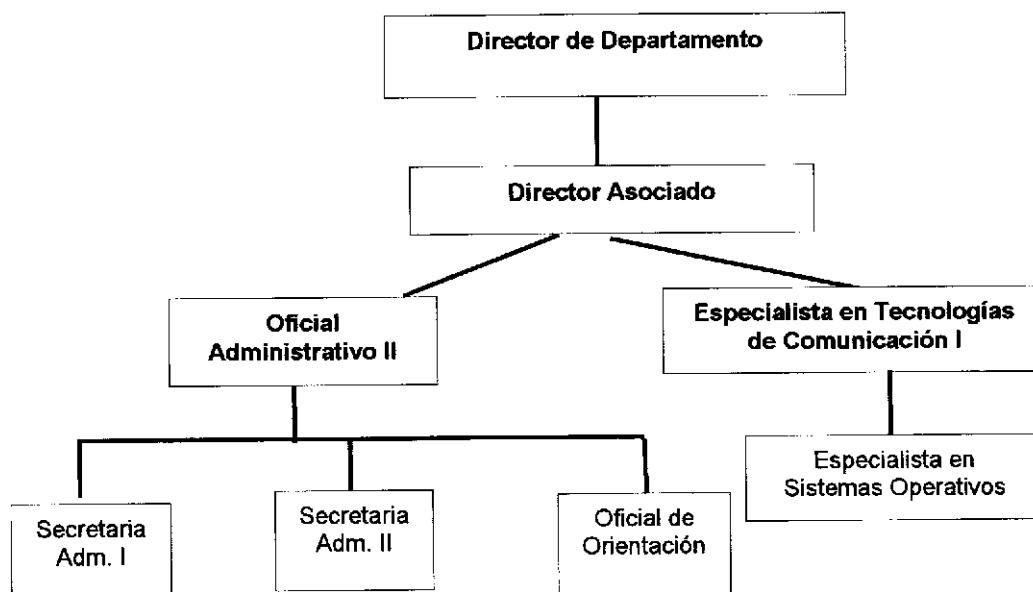 Director de Departamento
Director Asociado
Oficial
Administrativo II
Especialista en Tecnologías
de Comunicación I
Especialista en
Sistemas Operativos
Secretaria
Adm. I
Secretaria
Adm. II
Oficial de
Orientación